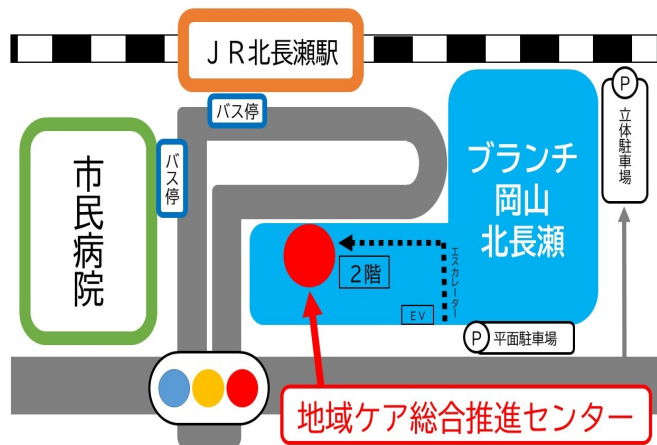 JR北長瀬駅
バス停
P
立体駐車場
バス停
市民病院
ブランチ
岡山
北長瀬
エスカレーター
2階
EV
P 平面駐車場
地域ケア総合推進センター